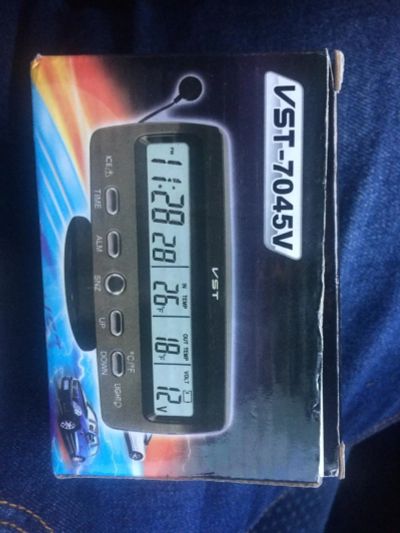 VST-7045V
VST
IN TEMP OUT TEMP VOLT
PM 11:28 28 26°F 18°F 12V
°C/°F
ICE TIME ALM SNZ UP DOWN LIGHT